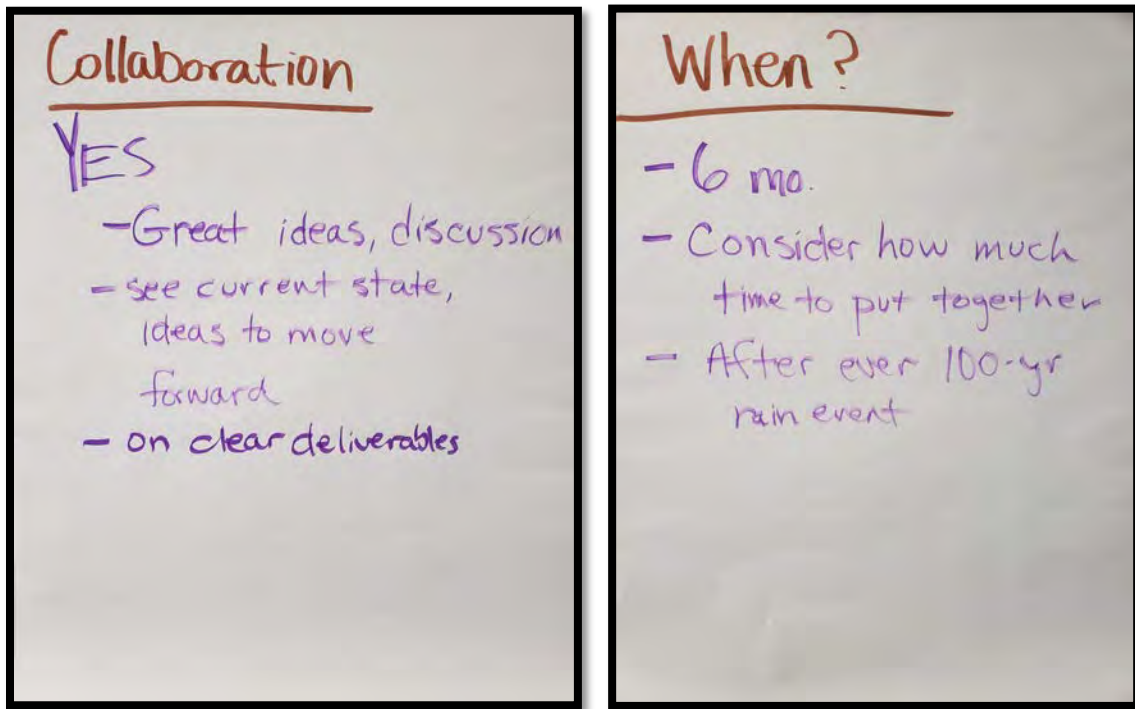 Collaboration
YES
- Great ideas, discussion
- see current state,
ideas to move
forward
- on clear deliverables
When?
- 6 mo.
- Consider how much
time to put together
- After ever 100-yr
rain event